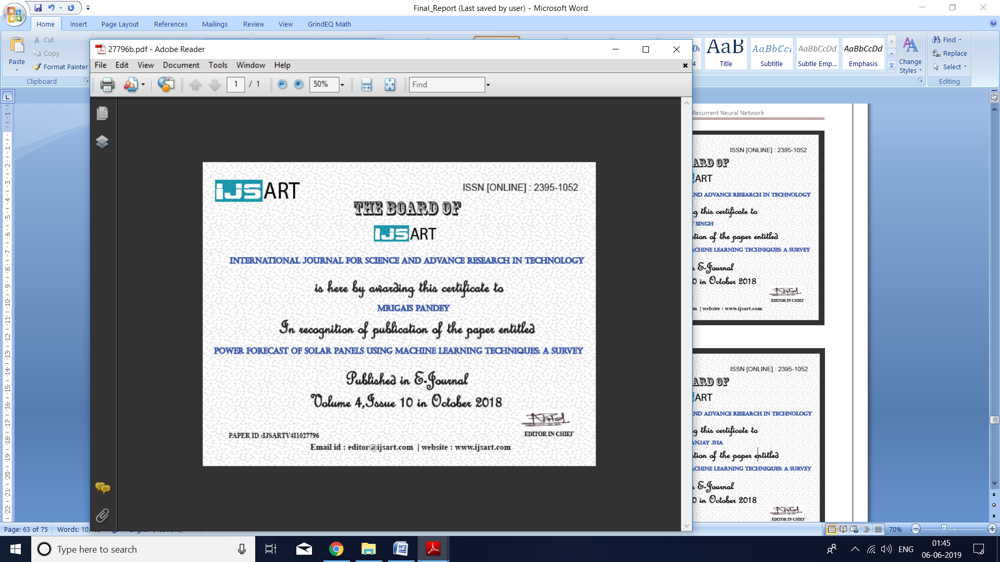 Final_Report (Last saved by user) - Microsoft Word
Home Insert Page Layout References Mailings Review View GrindEQ Math
Paste
Cut
Copy
Format Painter
Clipboard
AaB
Title
AaBbCcI
Subtitle
AaBbCcDd
Subtle Emp...
AaBbCcDd
Emphasis
Change
Styles
Find
Replace
Select
Editing
27796b.pdf - Adobe Reader
File Edit View Document Tools Window Help
1 / 1 50% Find
IJSART
ISSN [ONLINE] : 2395-1052
THE BOARD OF
IJSART
INTERNATIONAL JOURNAL FOR SCIENCE AND ADVANCE RESEARCH IN TECHNOLOGY
is here by awarding this certificate to
MRIGAIS PANDEY
In recognition of publication of the paper entitled
POWER FORECAST OF SOLAR PANELS USING MACHINE LEARNING TECHNIQUES: A SURVEY
Published in E-Journal
Volume 4,Issue 10 in October 2018
EDITOR IN CHIEF
PAPER ID :IJSARTV4I1027796
Email id : editor@ijsart.com | website : www.ijsart.com
Recurrent Neural Network
ISSN [ONLINE] : 2395-1052
ARD OF
ART
ND ADVANCE RESEARCH IN TECHNOLOGY
g this certificate to
SINGH
tion of the paper entitled
ACHINE LEARNING TECHNIQUES: A SURVEY
E-Journal
0 in October 2018
EDITOR IN CHIEF
m | website : www.ijsart.com
ISSN [ONLINE] : 2395-1052
ARD OF
ART
ND ADVANCE RESEARCH IN TECHNOLOGY
g this certificate to
ANJAY JHA
tion of the paper entitled
ACHINE LEARNING TECHNIQUES: A SURVEY
E-Journal
0 in October 2018
EDITOR IN CHIEF
Page: 63 of 75 Words: 10, 70%
Type here to search
ENG
01:45
06-06-2019